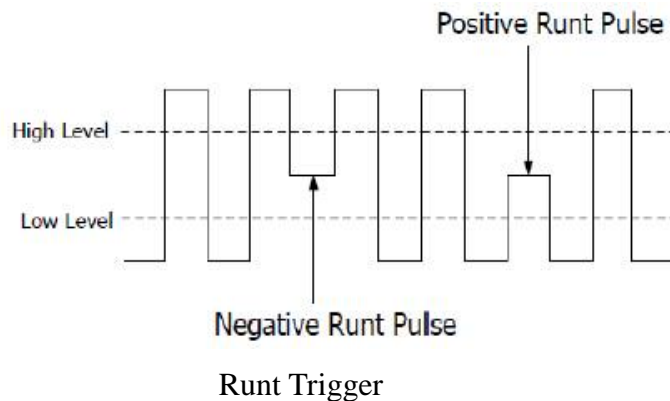 Positive Runt Pulse
High Level
Low Level
Negative Runt Pulse
Runt Trigger